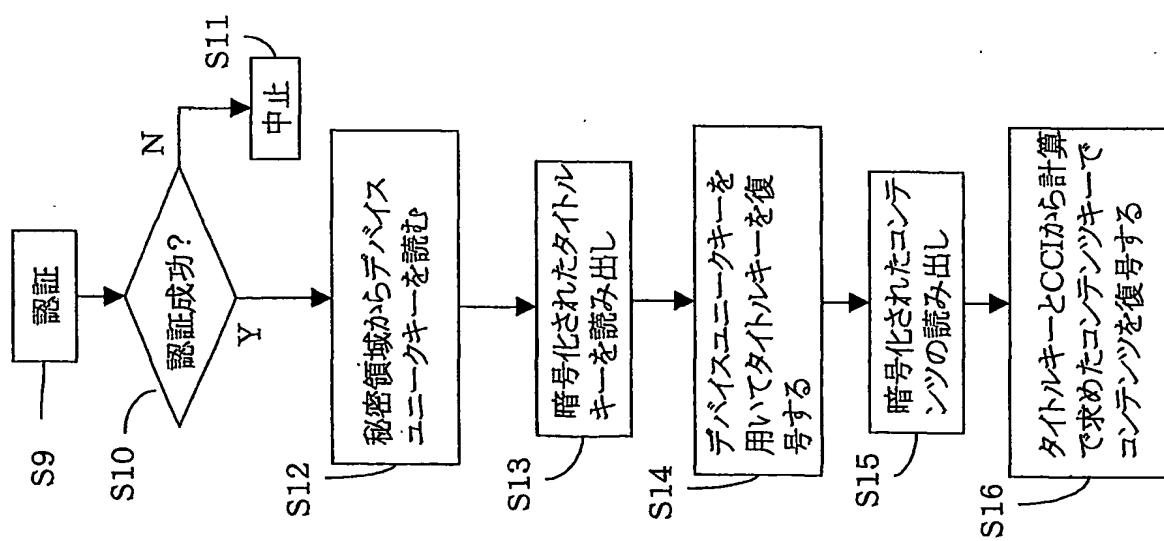 S9
認証
S10
認証成功?
N
S11
中止
Y
S12
秘密領域からデバイス
ユニークキーを読む
S13
暗号化されたタイトル
キーを読み出し
S14
デバイスユニークキーを
用いてタイトルキーを復
号する
S15
暗号化されたコンテ
ンツの読み出し
S16
タイトルキーとCCIから計算
で求めたコンテンツキーで
コンテンツを復号する